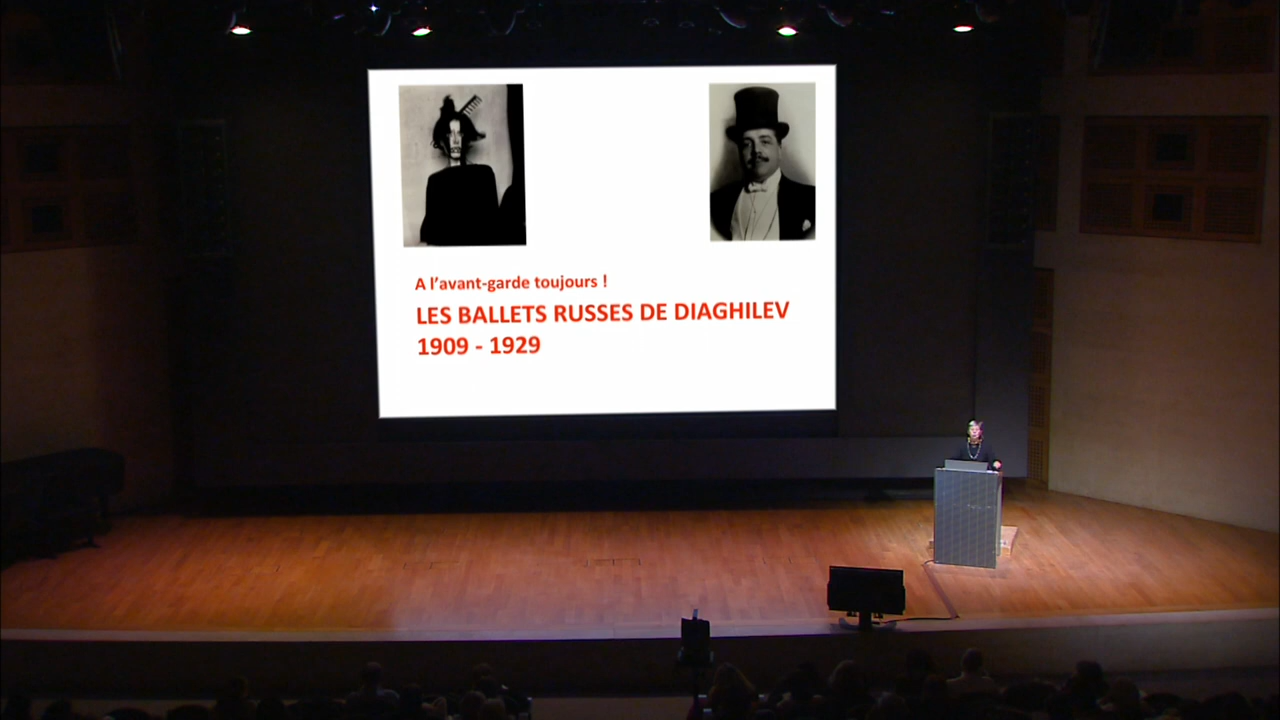 A l'avant-garde toujours !
LES BALLETS RUSSES DE DIAGHILEV
1909 - 1929